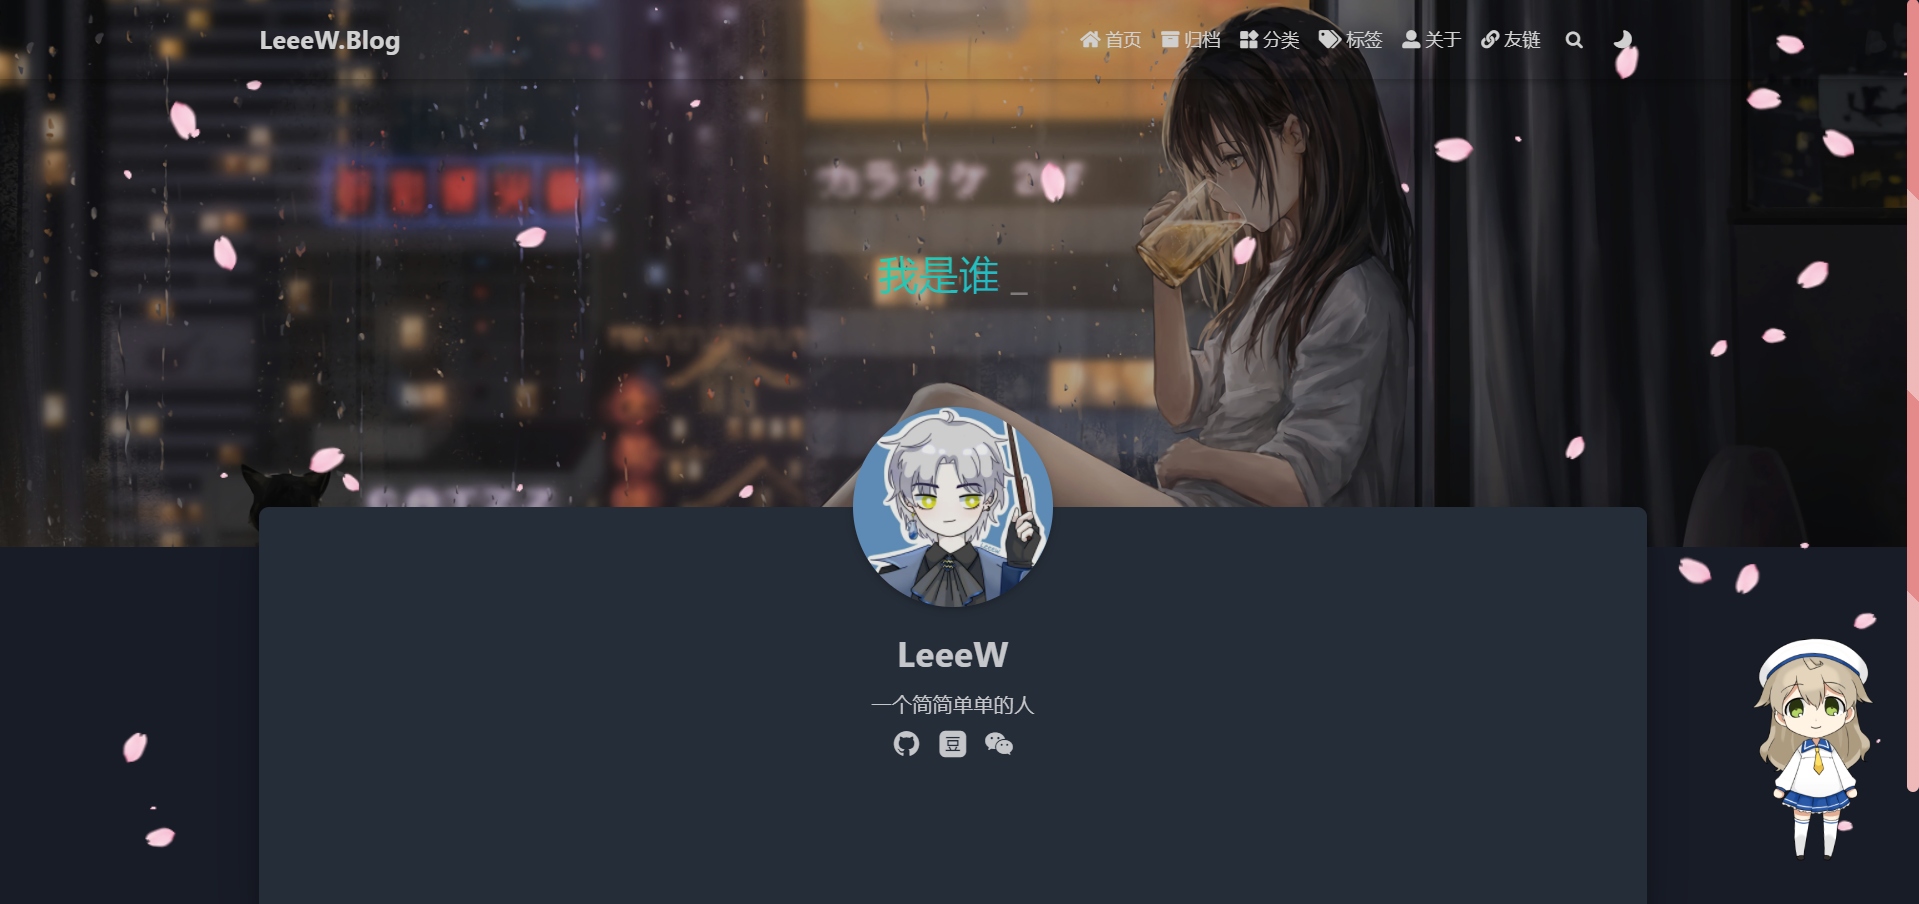 LeeeW.Blog
首页 归档 分类 标签 关于 友链
カラオケ 2
我是谁 _
LeeeW
一个简简单单的人
豆